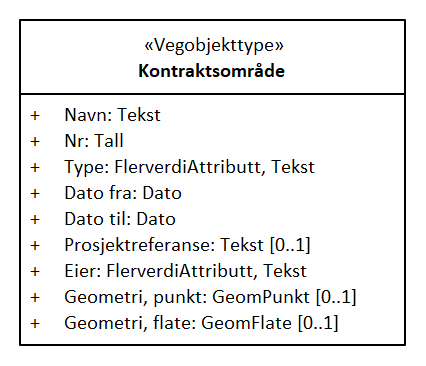 «Vegobjekttype»
Kontraktsområde
+ Navn: Tekst
+ Nr: Tall
+ Type: FlerverdiAttributt, Tekst
+ Dato fra: Dato
+ Dato til: Dato
+ Prosjektreferanse: Tekst [0..1]
+ Eier: FlerverdiAttributt, Tekst
+ Geometri, punkt: GeomPunkt [0..1]
+ Geometri, flate: GeomFlate [0..1]